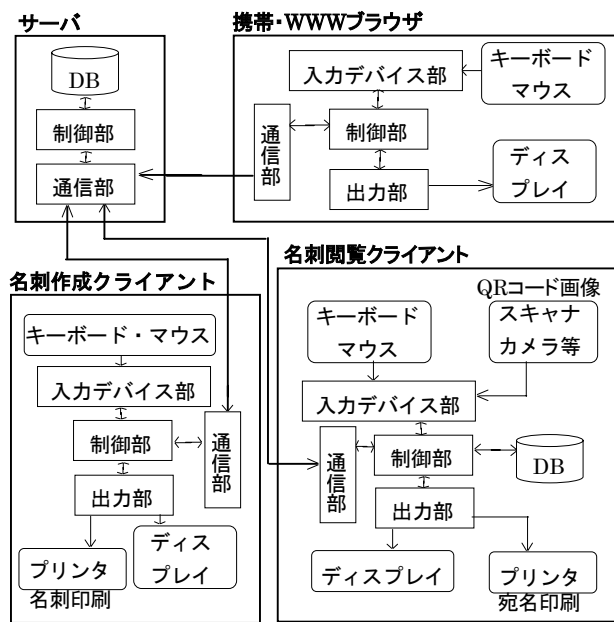 サーバ
DB
制御部
通信部
携帯・WWWブラウザ
入力デバイス部
キーボード
マウス
通信部
制御部
出力部
ディス
プレイ
名刺作成クライアント
キーボード・マウス
入力デバイス部
制御部
通信部
出力部
プリンタ
名刺印刷
ディス
プレイ
名刺閲覧クライアント
キーボード
マウス
QRコード画像
スキャナ
カメラ等
入力デバイス部
通信部
制御部
DB
出力部
ディスプレイ
プリンタ
宛名印刷